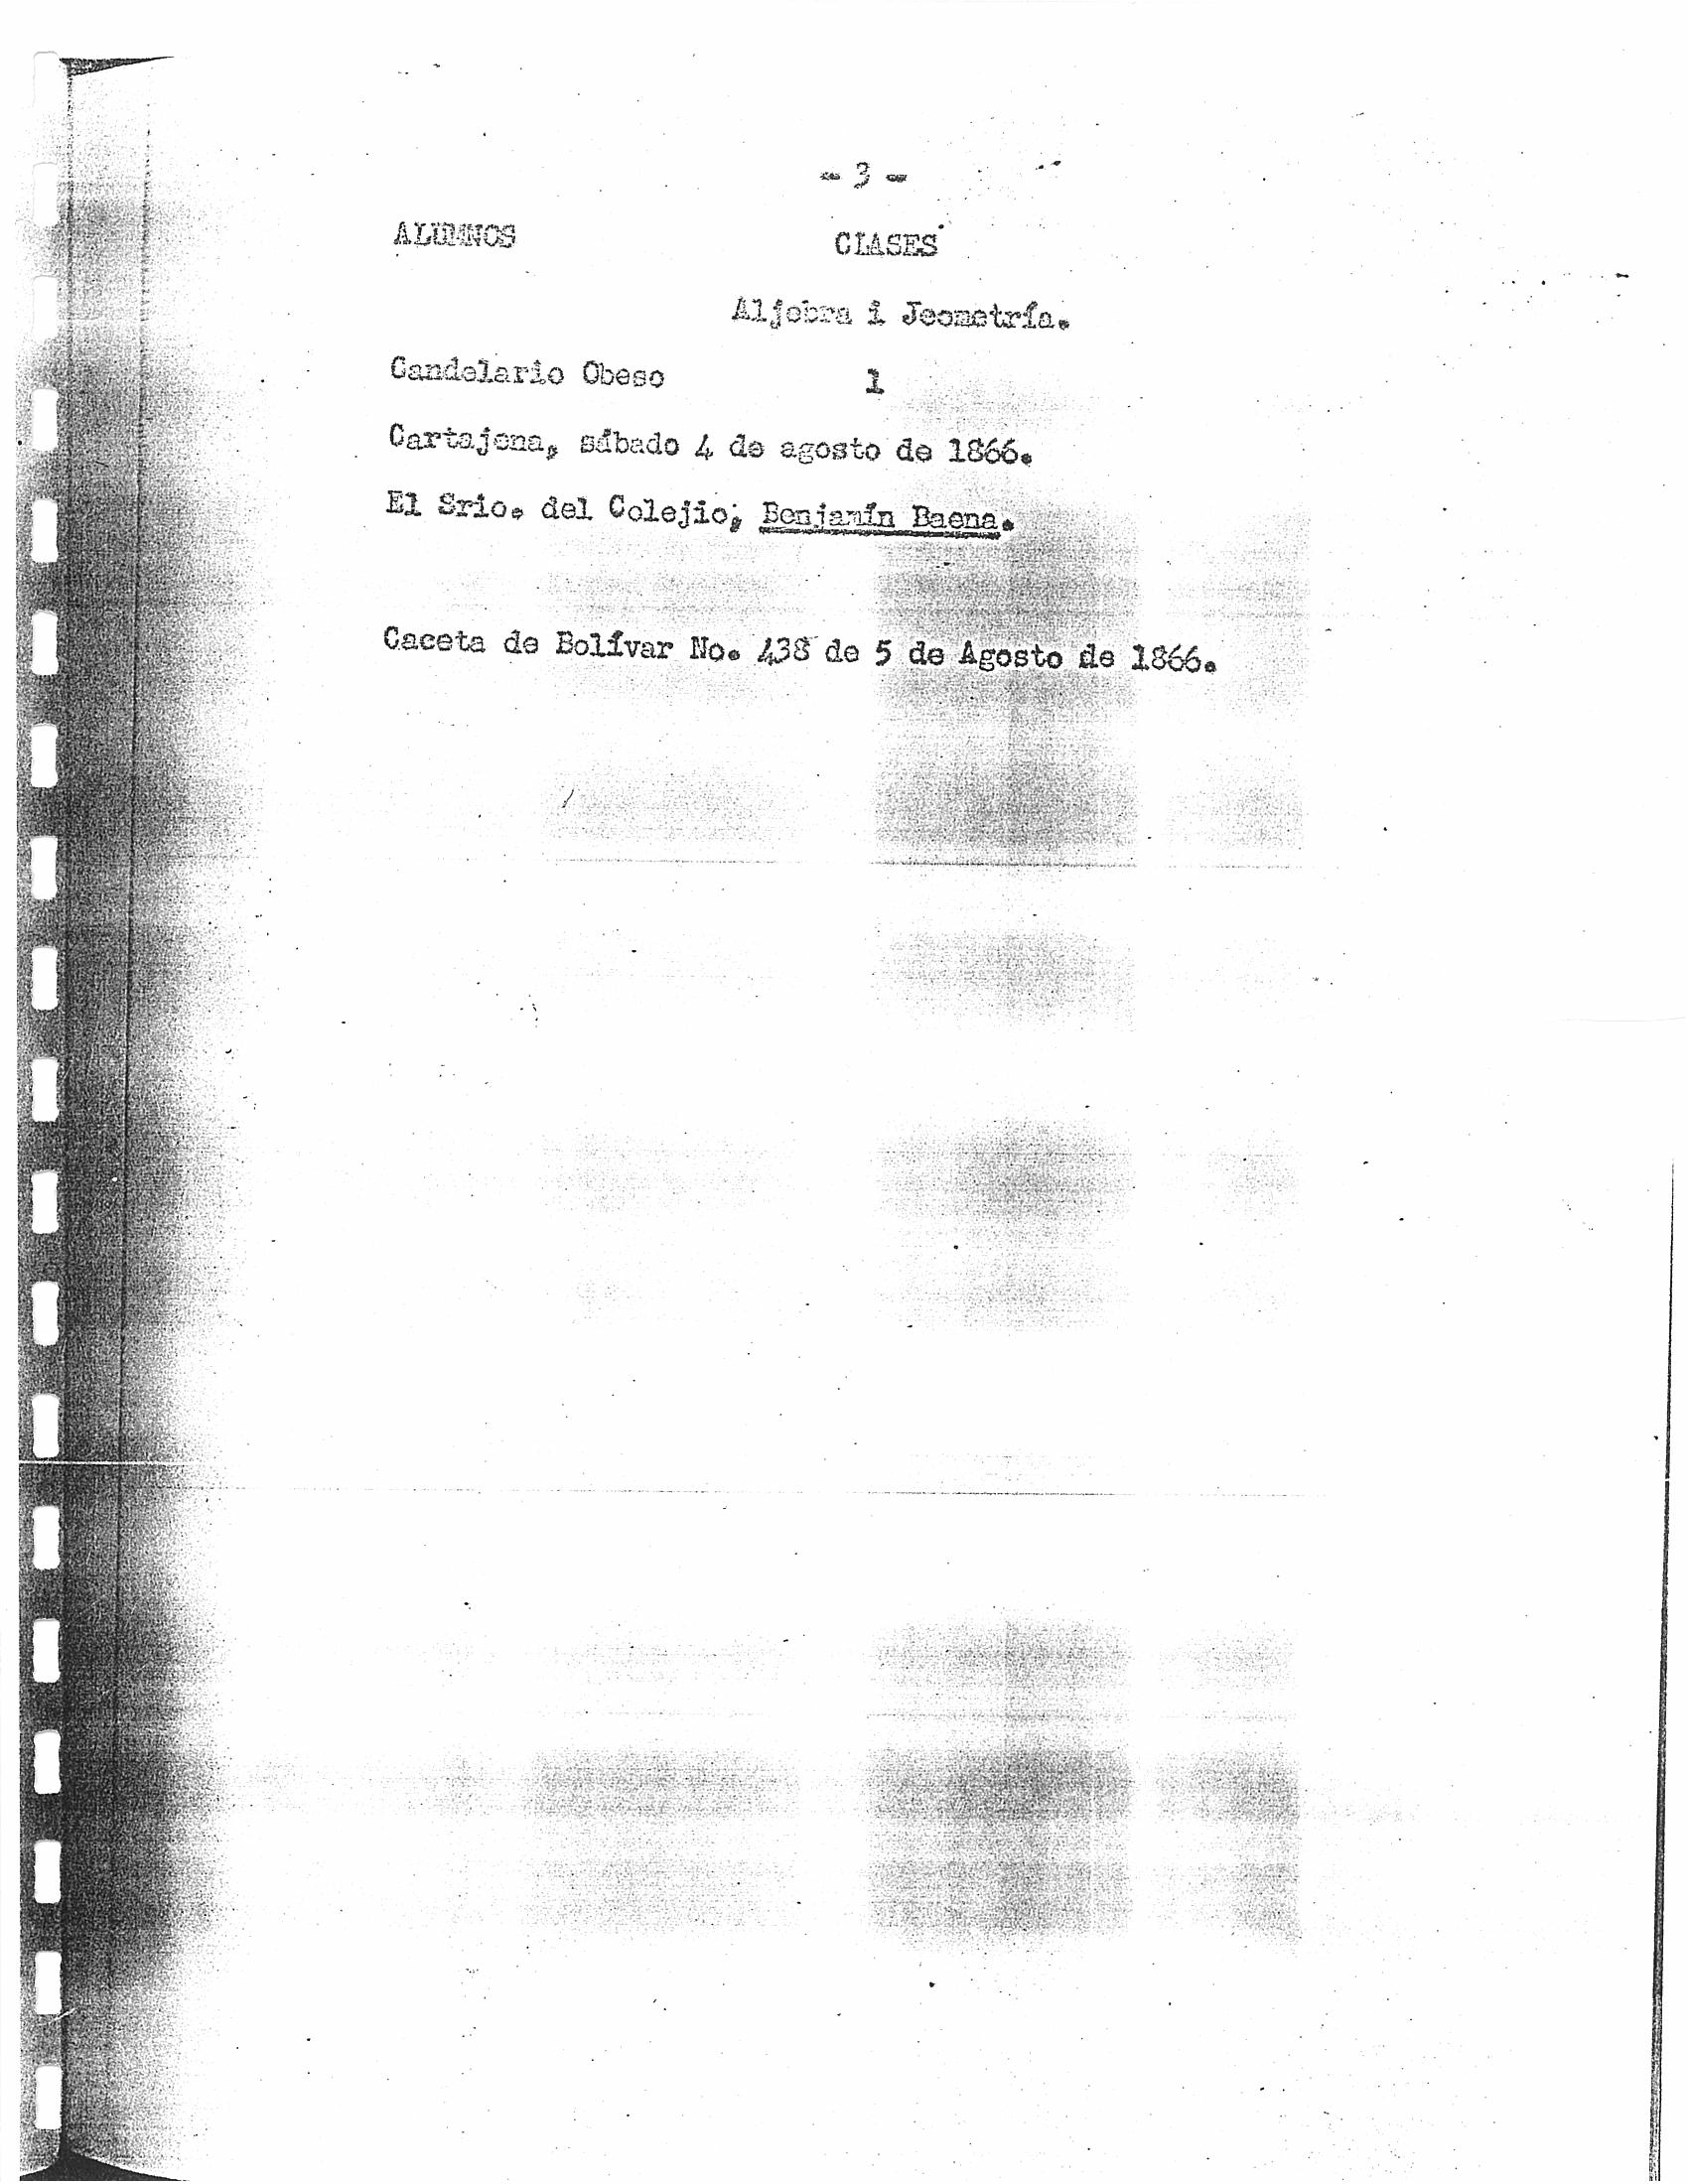 - 3 -
ALUMNOS CLASES
Aljebra i Jeometría.
Candelario Obeso 1
Cartajena, sábado 4 de agosto de 1866.
El Srio. del Colejio; Benjamín Baena.
Gaceta de Bolívar No. 438 de 5 de Agosto de 1866.